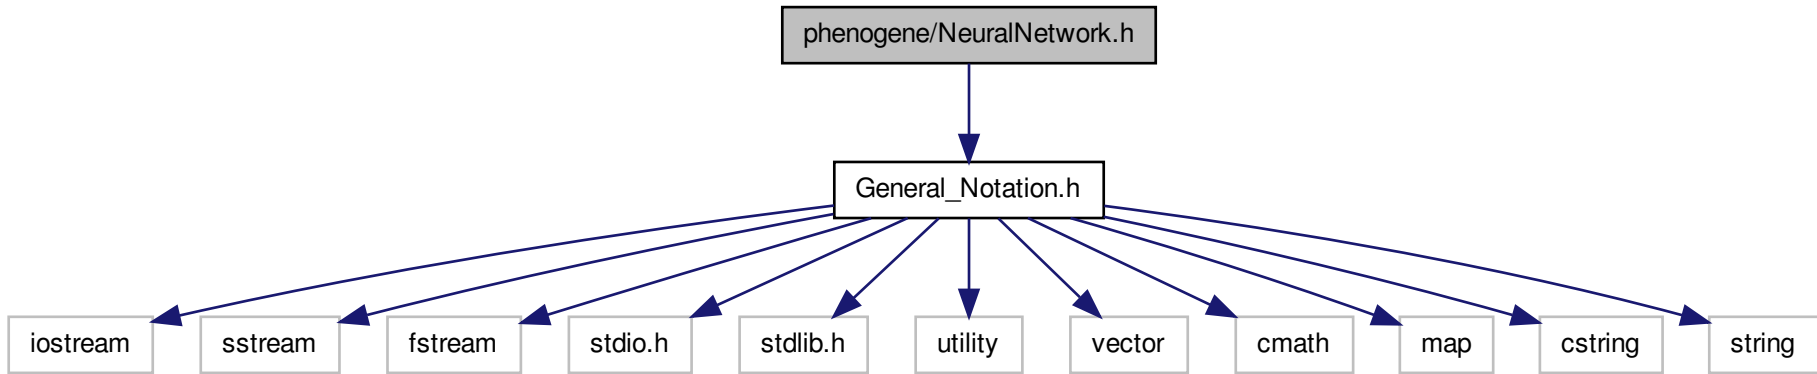 phenogene/NeuralNetwork.h
General_Notation.h
iostream
sstream
fstream
stdio.h
stdlib.h
utility
vector
cmath
map
cstring
string